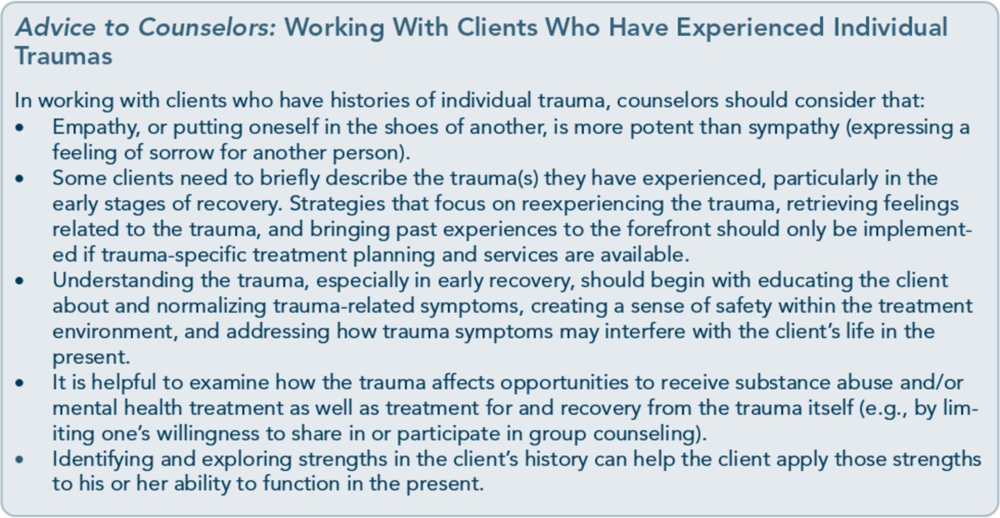 Advice to Counselors: Working With Clients Who Have Experienced Individual
Traumas
In working with clients who have histories of individual trauma, counselors should consider that:
• Empathy, or putting oneself in the shoes of another, is more potent than sympathy (expressing a
feeling of sorrow for another person).
• Some clients need to briefly describe the trauma(s) they have experienced, particularly in the
early stages of recovery. Strategies that focus on reexperiencing the trauma, retrieving feelings
related to the trauma, and bringing past experiences to the forefront should only be implement-
ed if trauma-specific treatment planning and services are available.
• Understanding the trauma, especially in early recovery, should begin with educating the client
about and normalizing trauma-related symptoms, creating a sense of safety within the treatment
environment, and addressing how trauma symptoms may interfere with the client’s life in the
present.
• It is helpful to examine how the trauma affects opportunities to receive substance abuse and/or
mental health treatment as well as treatment for and recovery from the trauma itself (e.g., by lim-
iting one’s willingness to share in or participate in group counseling).
• Identifying and exploring strengths in the client’s history can help the client apply those strengths
to his or her ability to function in the present.